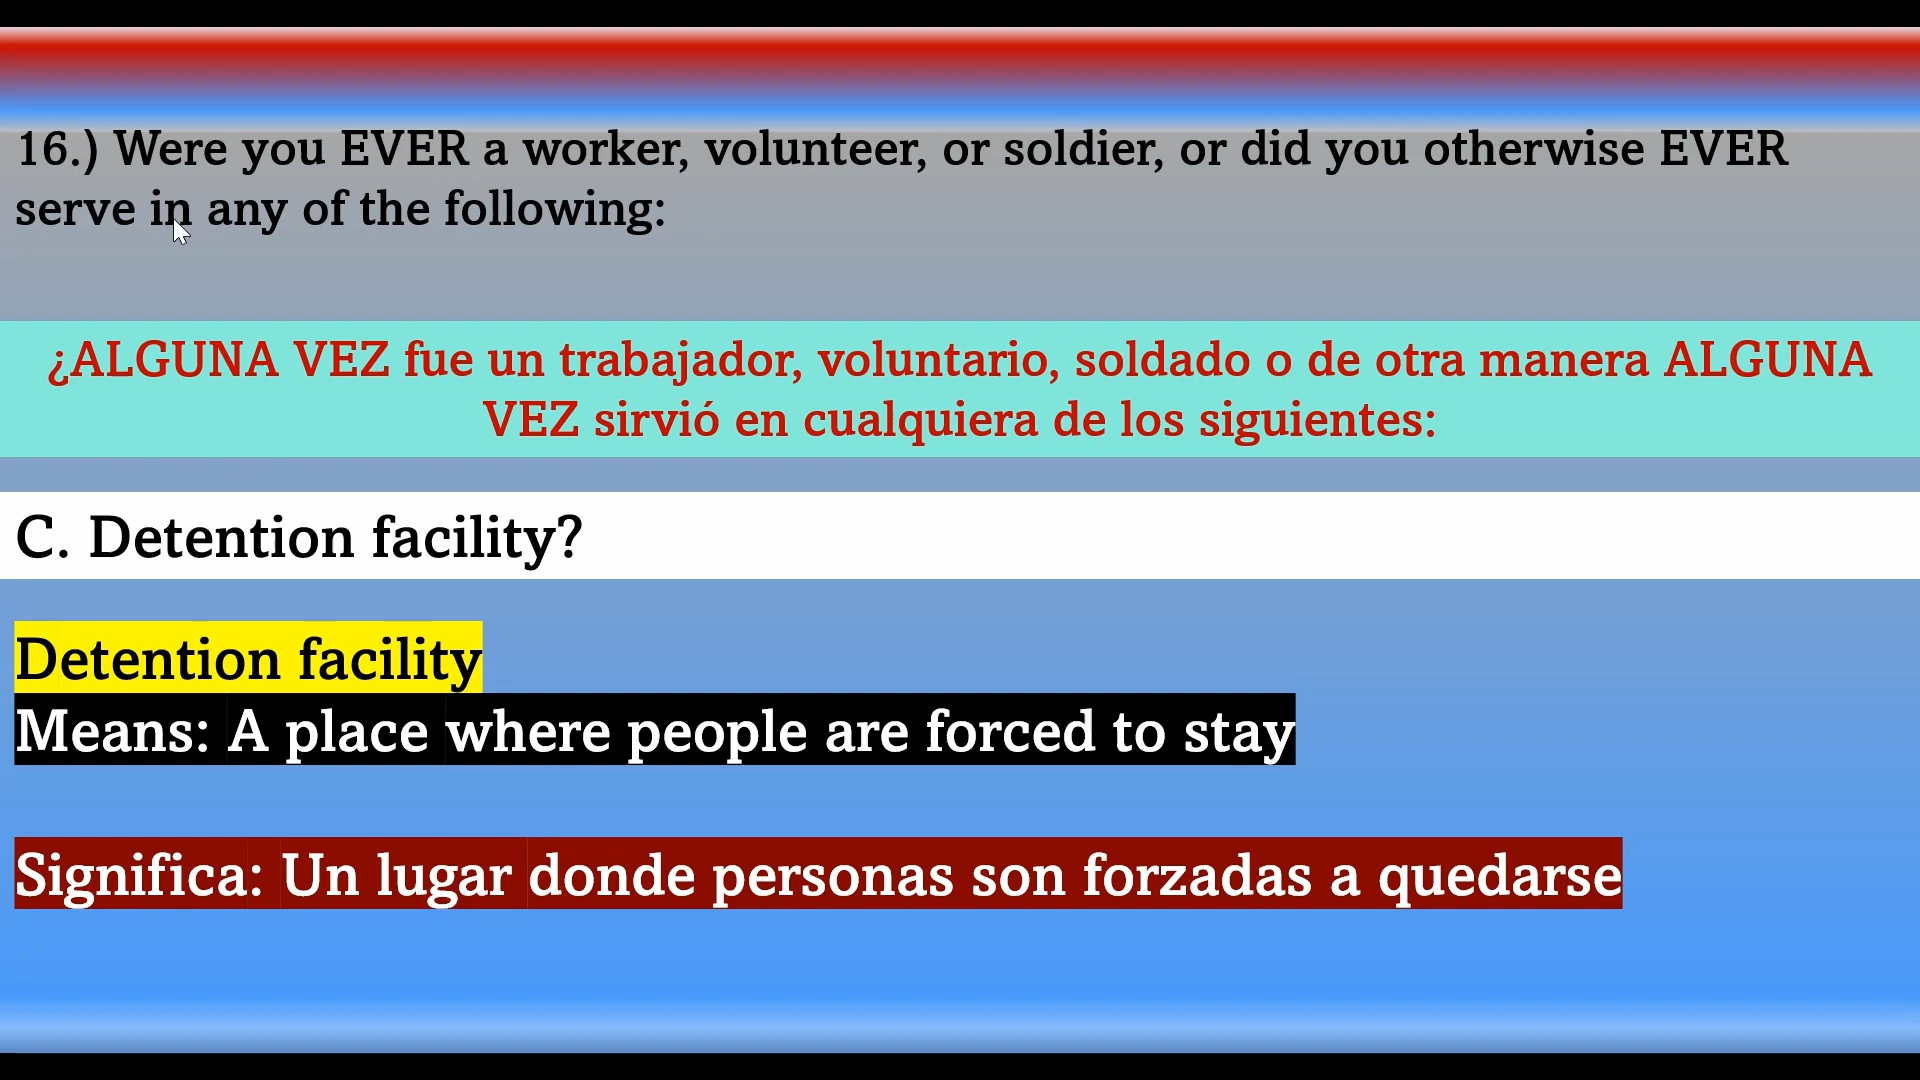 16.) Were you EVER a worker, volunteer, or soldier, or did you otherwise EVER
serve in any of the following:
¿ALGUNA VEZ fue un trabajador, voluntario, soldado o de otra manera ALGUNA
VEZ sirvió en cualquiera de los siguientes:
C. Detention facility?
Detention facility
Means: A place where people are forced to stay
Significa: Un lugar donde personas son forzadas a quedarse